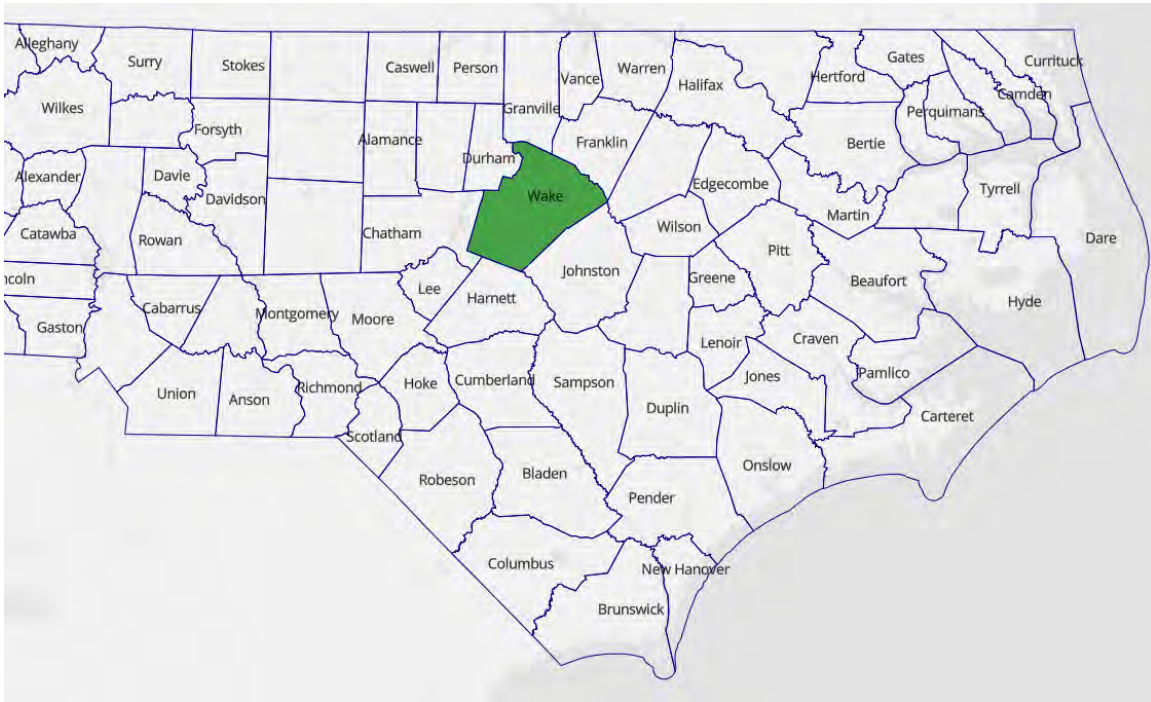 Alleghany
Surry
Stokes
Caswell
Person
Vance
Warren
Halifax
Hertford
Gates
Currituck
Camden
Wilkes
Granville
Perquimans
Forsyth
Alamance
Durham
Franklin
Bertie
Alexander
Davie
Davidson
Wake
Edgecombe
Tyrrell
Martin
Catawba
Rowan
Chatham
Wilson
Pitt
Dare
ncoln
Lee
Johnston
Greene
Beaufort
Cabarrus
Montgomery
Moore
Harnett
Hyde
Gaston
Lenoir
Craven
Pamlico
Union
Anson
Richmond
Hoke
Cumberland
Sampson
Jones
Duplin
Carteret
Scotland
Robeson
Bladen
Onslow
Pender
Columbus
New Hanover
Brunswick